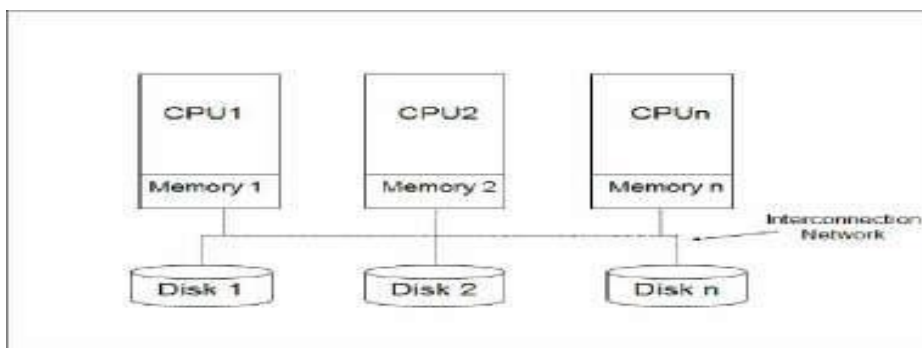 CPU1
CPU2
CPUn
Memory 1
Memory 2
Memory n
Interconnection
Network
Disk 1
Disk 2
Disk n